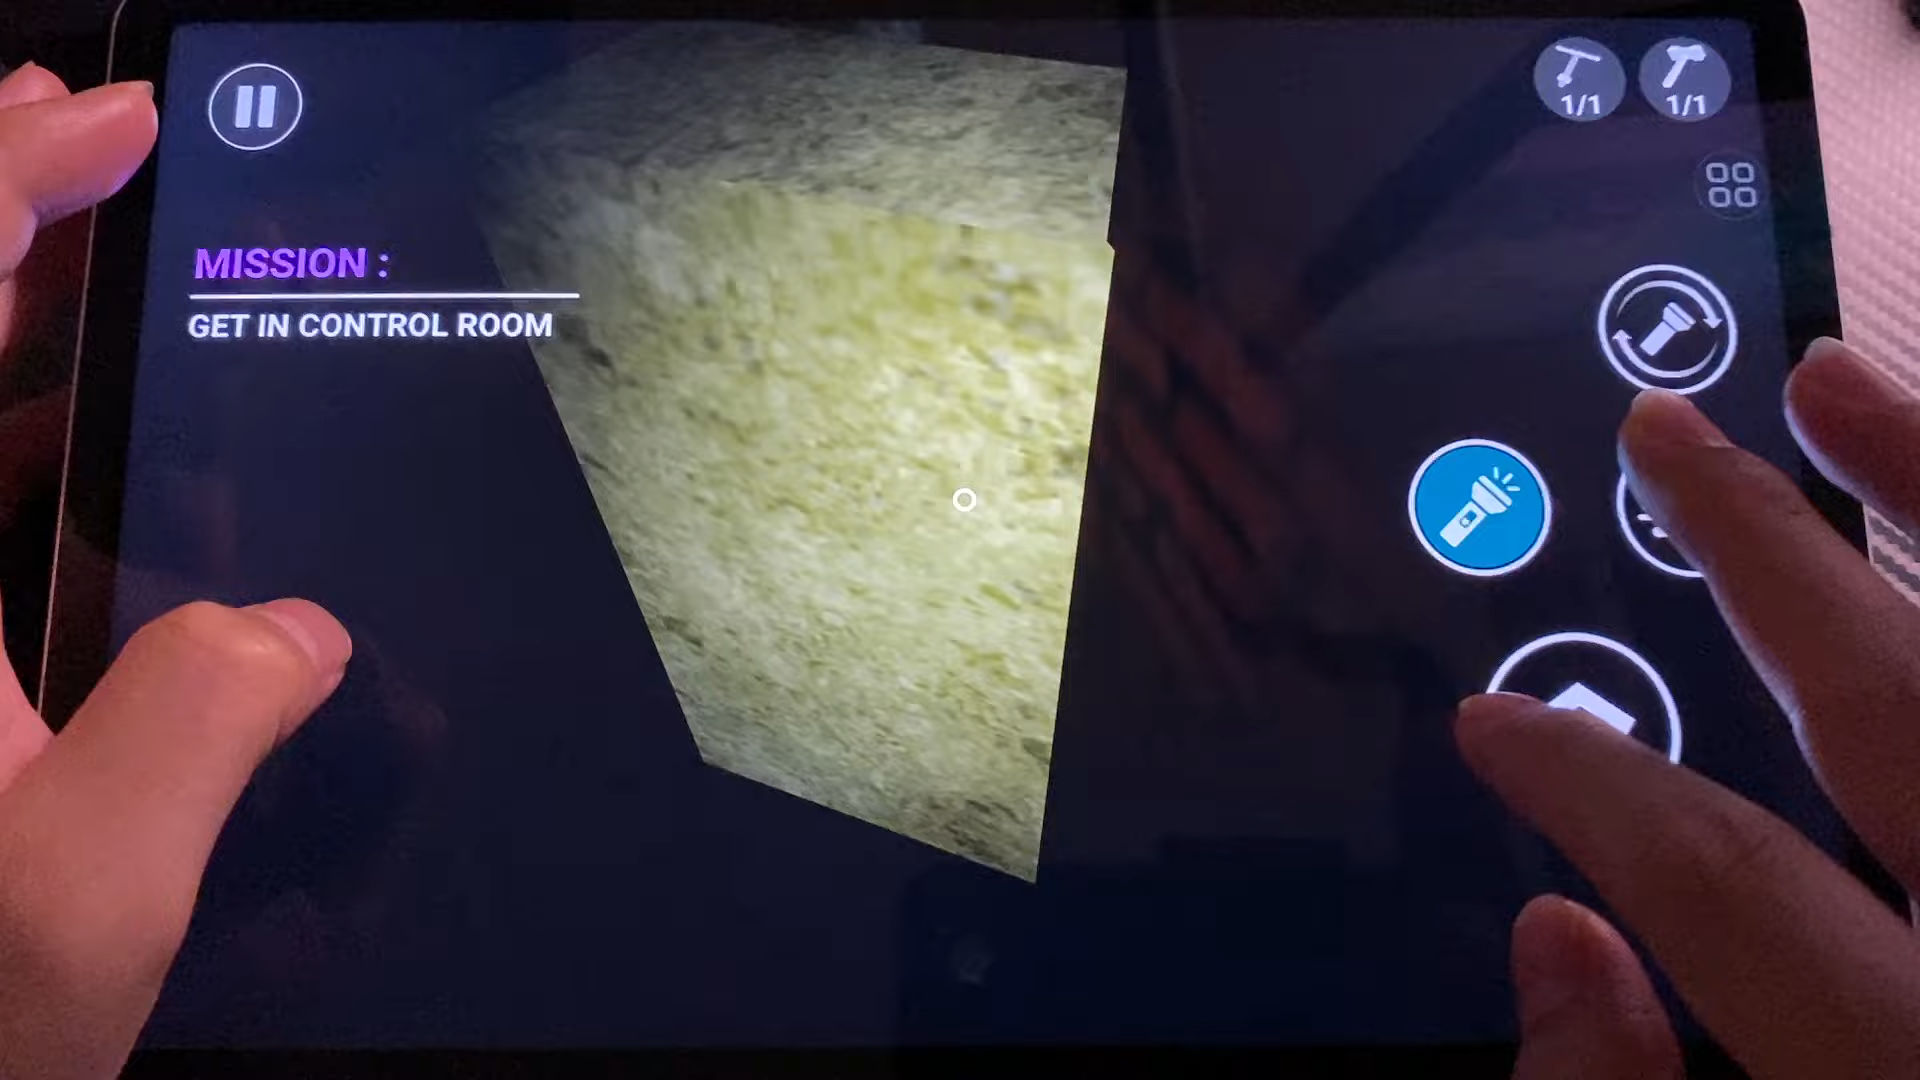 1/1
1/1
MISSION :
GET IN CONTROL ROOM